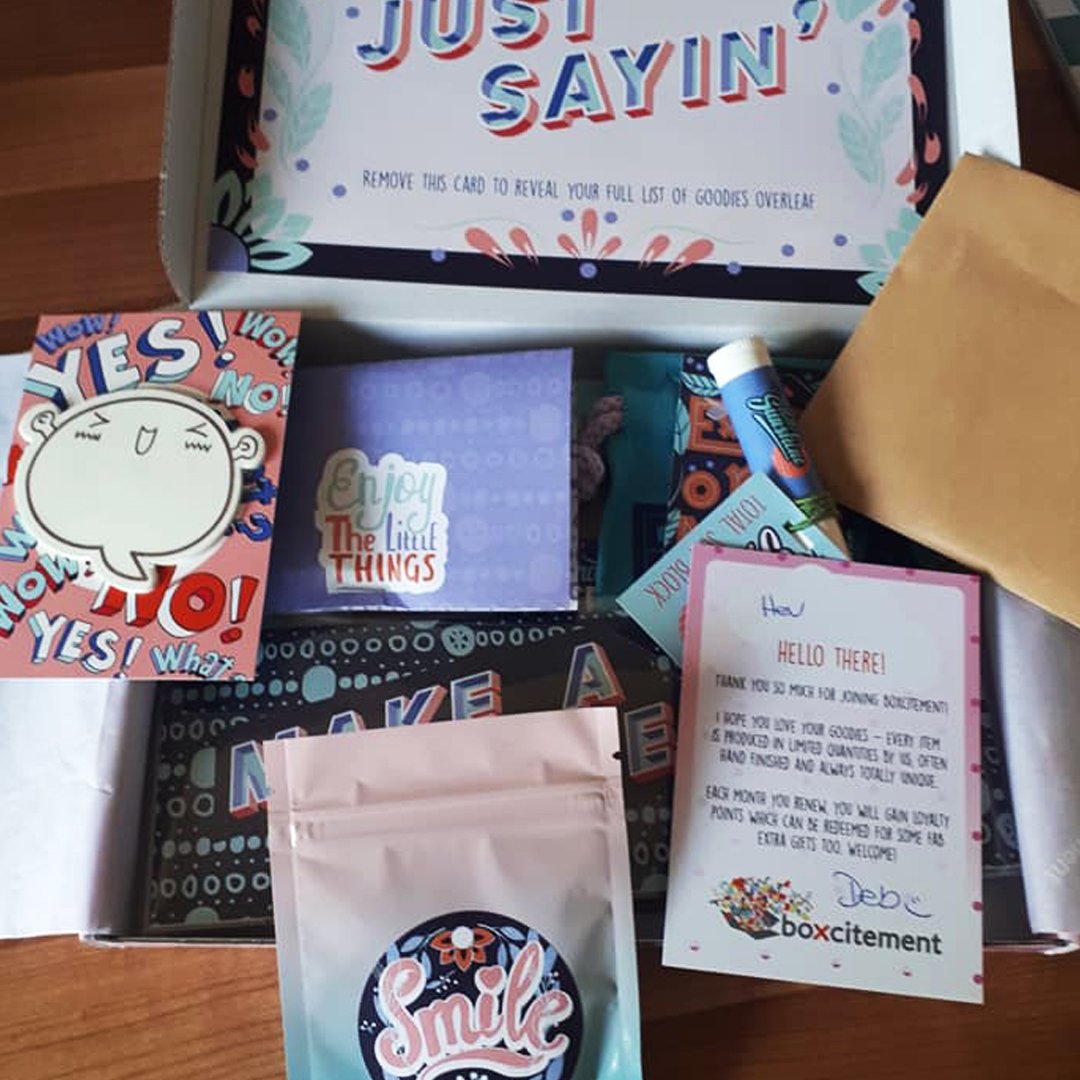 JUST
SAYIN'
REMOVE THIS CARD TO REVEAL YOUR FULL LIST OF GOODIES OVERLEAF
WOW!
YES!
WOW
NO!
WOW
NO!
YES!
What
Enjoy
THE Little
THINGS
Sunshine
TOTAL
BLOCK
MAKE A
Hev
HELLO THERE!
THANK YOU SO MUCH FOR JOINING BOXCITEMENT!
I HOPE YOU LOVE YOUR GOODIES – EVERY ITEM
IS PRODUCED IN LIMITED QUANTITIES BY US, OFTEN
HAND FINISHED AND ALWAYS TOTALLY UNIQUE.
EACH MONTH YOU RENEW, YOU WILL GAIN LOYALTY
POINTS WHICH CAN BE REDEEMED FOR SOME FAB
EXTRA GIFTS TOO. WELCOME!
Deb
boxcitement
Smile